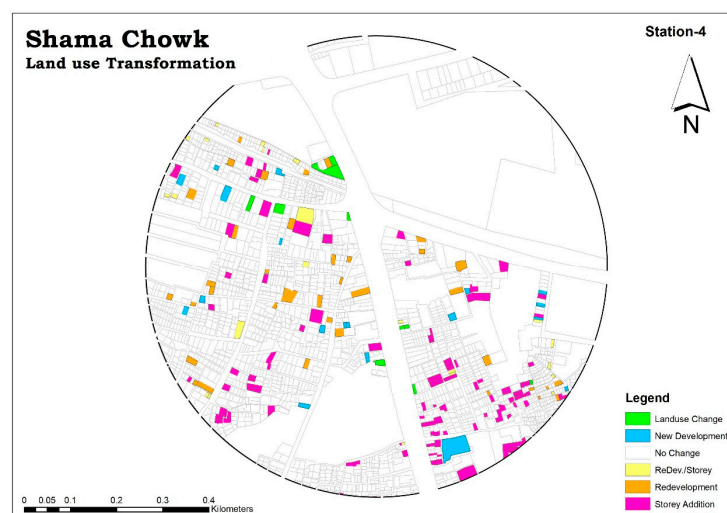 Shama Chowk
Land use Transformation
Station-4
N
Legend
Landuse Change
New Development
No Change
ReDev./Storey
Redevelopment
Storey Addition
0 0.05 0.1 0.2 0.3 0.4
Kilometers